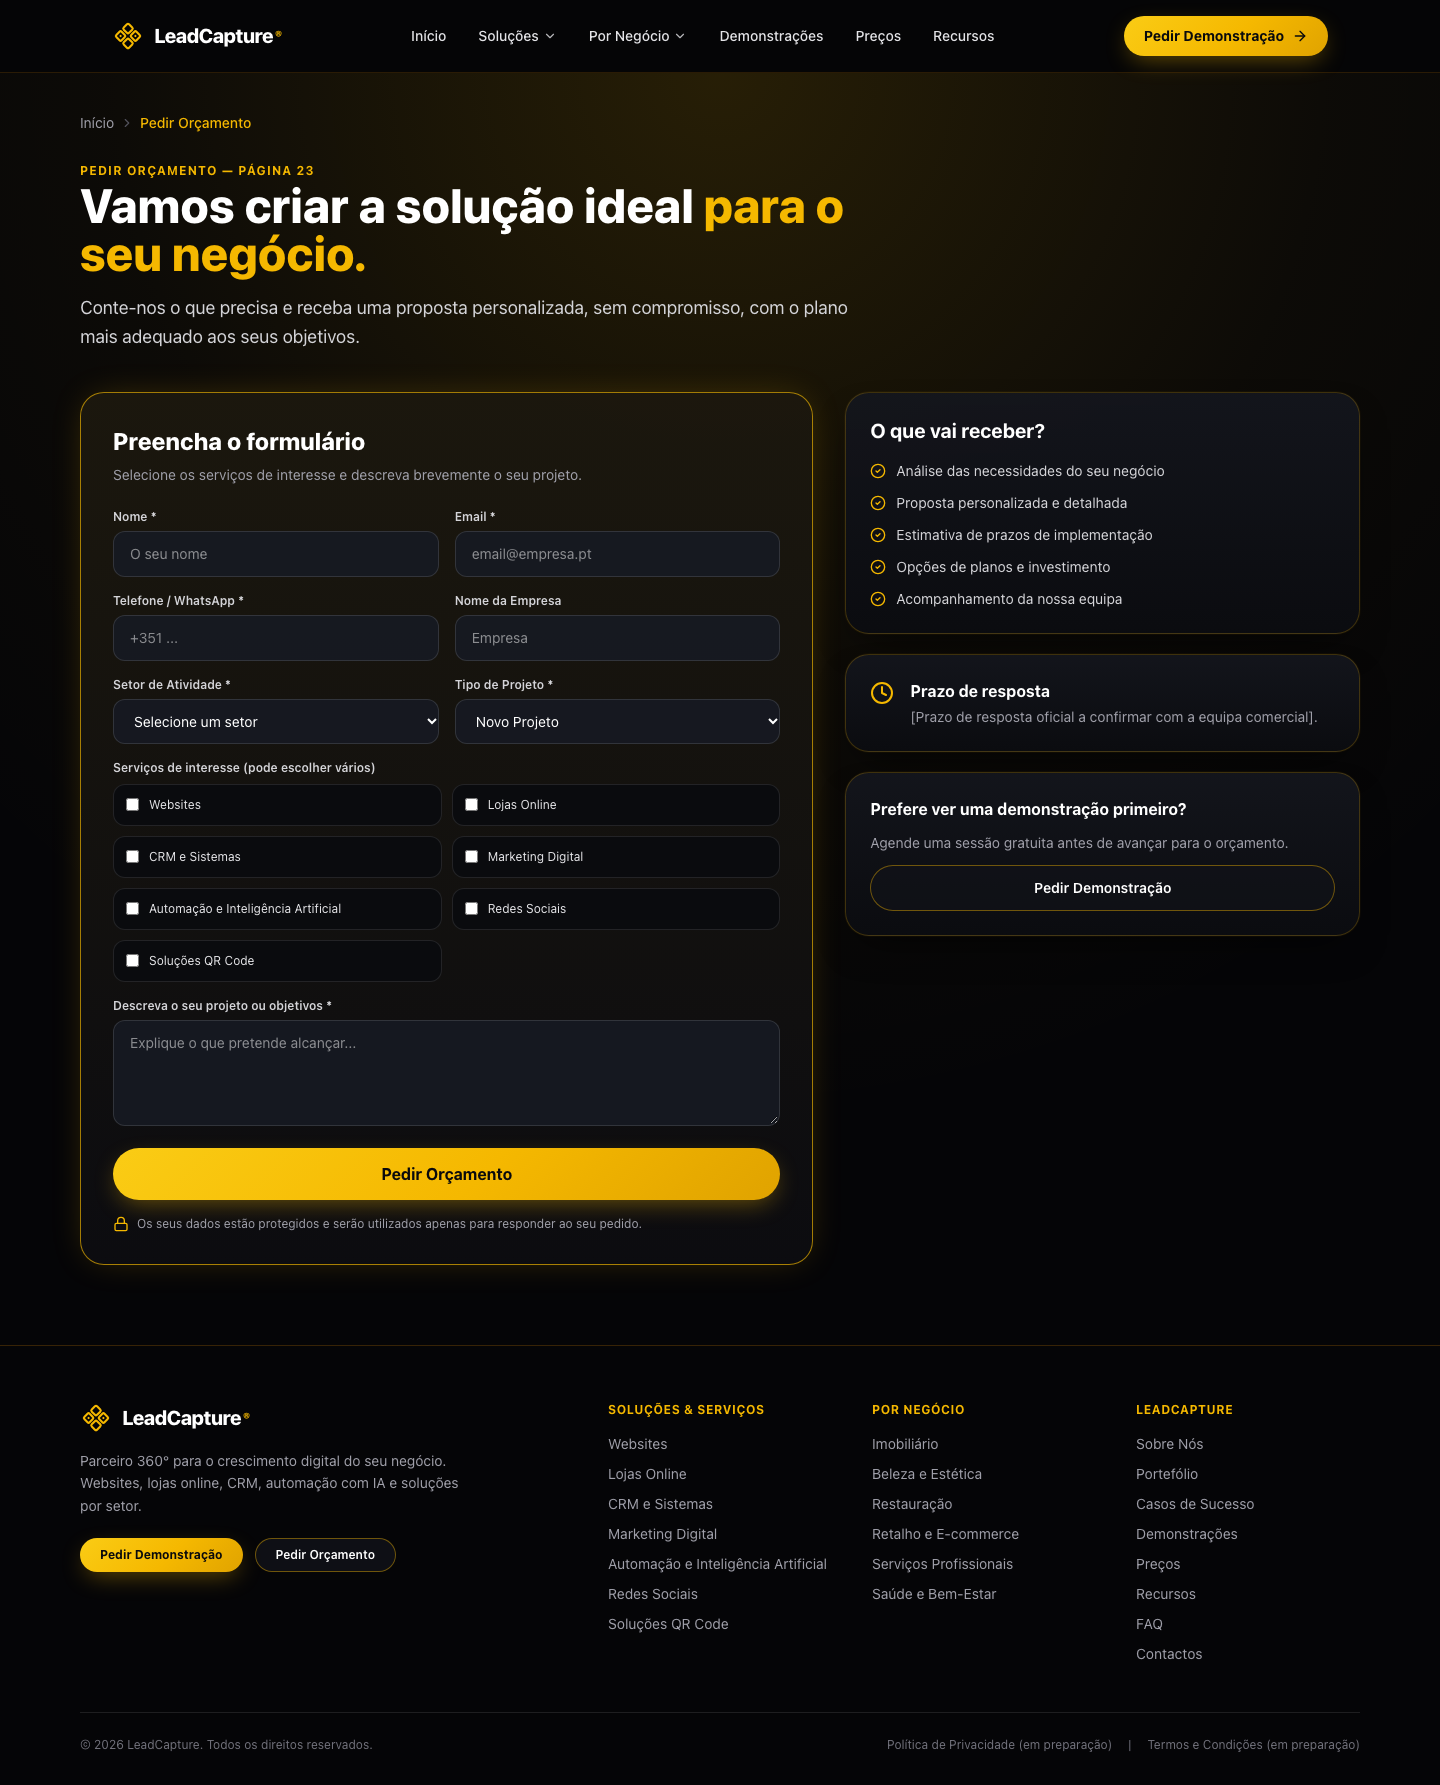 LeadCapture®
Início
Soluções
Por Negócio
Demonstrações
Preços
Recursos
Pedir Demonstração
Início
Pedir Orçamento
PEDIR ORÇAMENTO — PÁGINA 23
Vamos criar a solução ideal para o
seu negócio.
Conte-nos o que precisa e receba uma proposta personalizada, sem compromisso, com o plano
mais adequado aos seus objetivos.
Preencha o formulário
Selecione os serviços de interesse e descreva brevemente o seu projeto.
Nome *
Email *
O seu nome
email@empresa.pt
Telefone / WhatsApp *
Nome da Empresa
+351 ...
Empresa
Setor de Atividade *
Tipo de Projeto *
Selecione um setor
Novo Projeto
Serviços de interesse (pode escolher vários)
Websites
Lojas Online
CRM e Sistemas
Marketing Digital
Automação e Inteligência Artificial
Redes Sociais
Soluções QR Code
Descreva o seu projeto ou objetivos *
Explique o que pretende alcançar...
Pedir Orçamento
Os seus dados estão protegidos e serão utilizados apenas para responder ao seu pedido.
O que vai receber?
Análise das necessidades do seu negócio
Proposta personalizada e detalhada
Estimativa de prazos de implementação
Opções de planos e investimento
Acompanhamento da nossa equipa
Prazo de resposta
[Prazo de resposta oficial a confirmar com a equipa comercial].
Prefere ver uma demonstração primeiro?
Agende uma sessão gratuita antes de avançar para o orçamento.
Pedir Demonstração
LeadCapture®
Parceiro 360° para o crescimento digital do seu negócio.
Websites, lojas online, CRM, automação com IA e soluções
por setor.
Pedir Demonstração
Pedir Orçamento
SOLUÇÕES & SERVIÇOS
Websites
Lojas Online
CRM e Sistemas
Marketing Digital
Automação e Inteligência Artificial
Redes Sociais
Soluções QR Code
POR NEGÓCIO
Imobiliário
Beleza e Estética
Restauração
Retalho e E-commerce
Serviços Profissionais
Saúde e Bem-Estar
LEADCAPTURE
Sobre Nós
Portefólio
Casos de Sucesso
Demonstrações
Preços
Recursos
FAQ
Contactos
© 2026 LeadCapture. Todos os direitos reservados.
Política de Privacidade (em preparação) | Termos e Condições (em preparação)